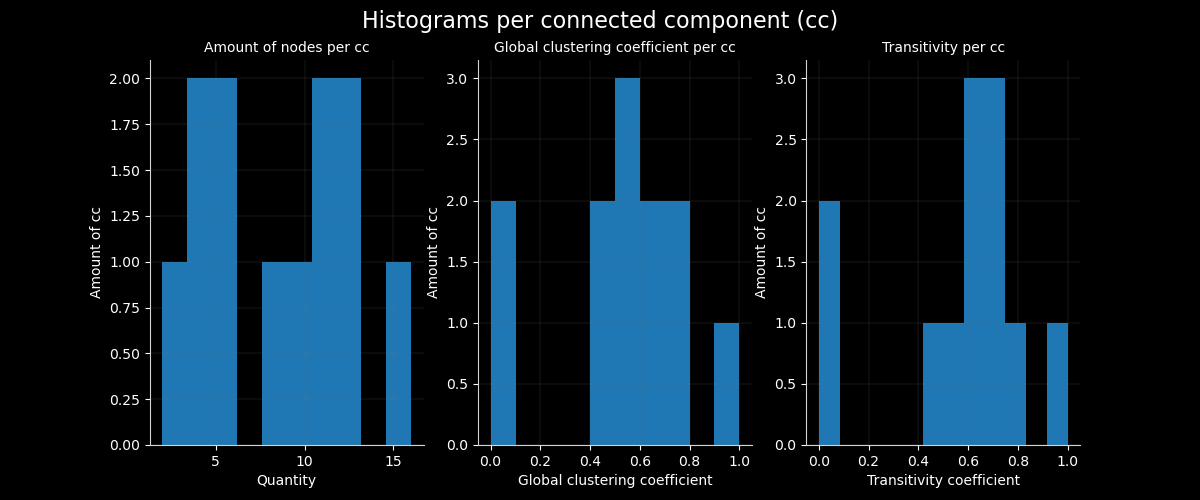 Histograms per connected component (cc)
Amount of nodes per cc
Amount of cc
2.00
1.75
1.50
1.25
1.00
0.75
0.50
0.25
0.00
5 10 15
Quantity
Global clustering coefficient per cc
Amount of cc
3.0
2.5
2.0
1.5
1.0
0.5
0.0
0.0 0.2 0.4 0.6 0.8 1.0
Global clustering coefficient
Transitivity per cc
Amount of cc
3.0
2.5
2.0
1.5
1.0
0.5
0.0
0.0 0.2 0.4 0.6 0.8 1.0
Transitivity coefficient